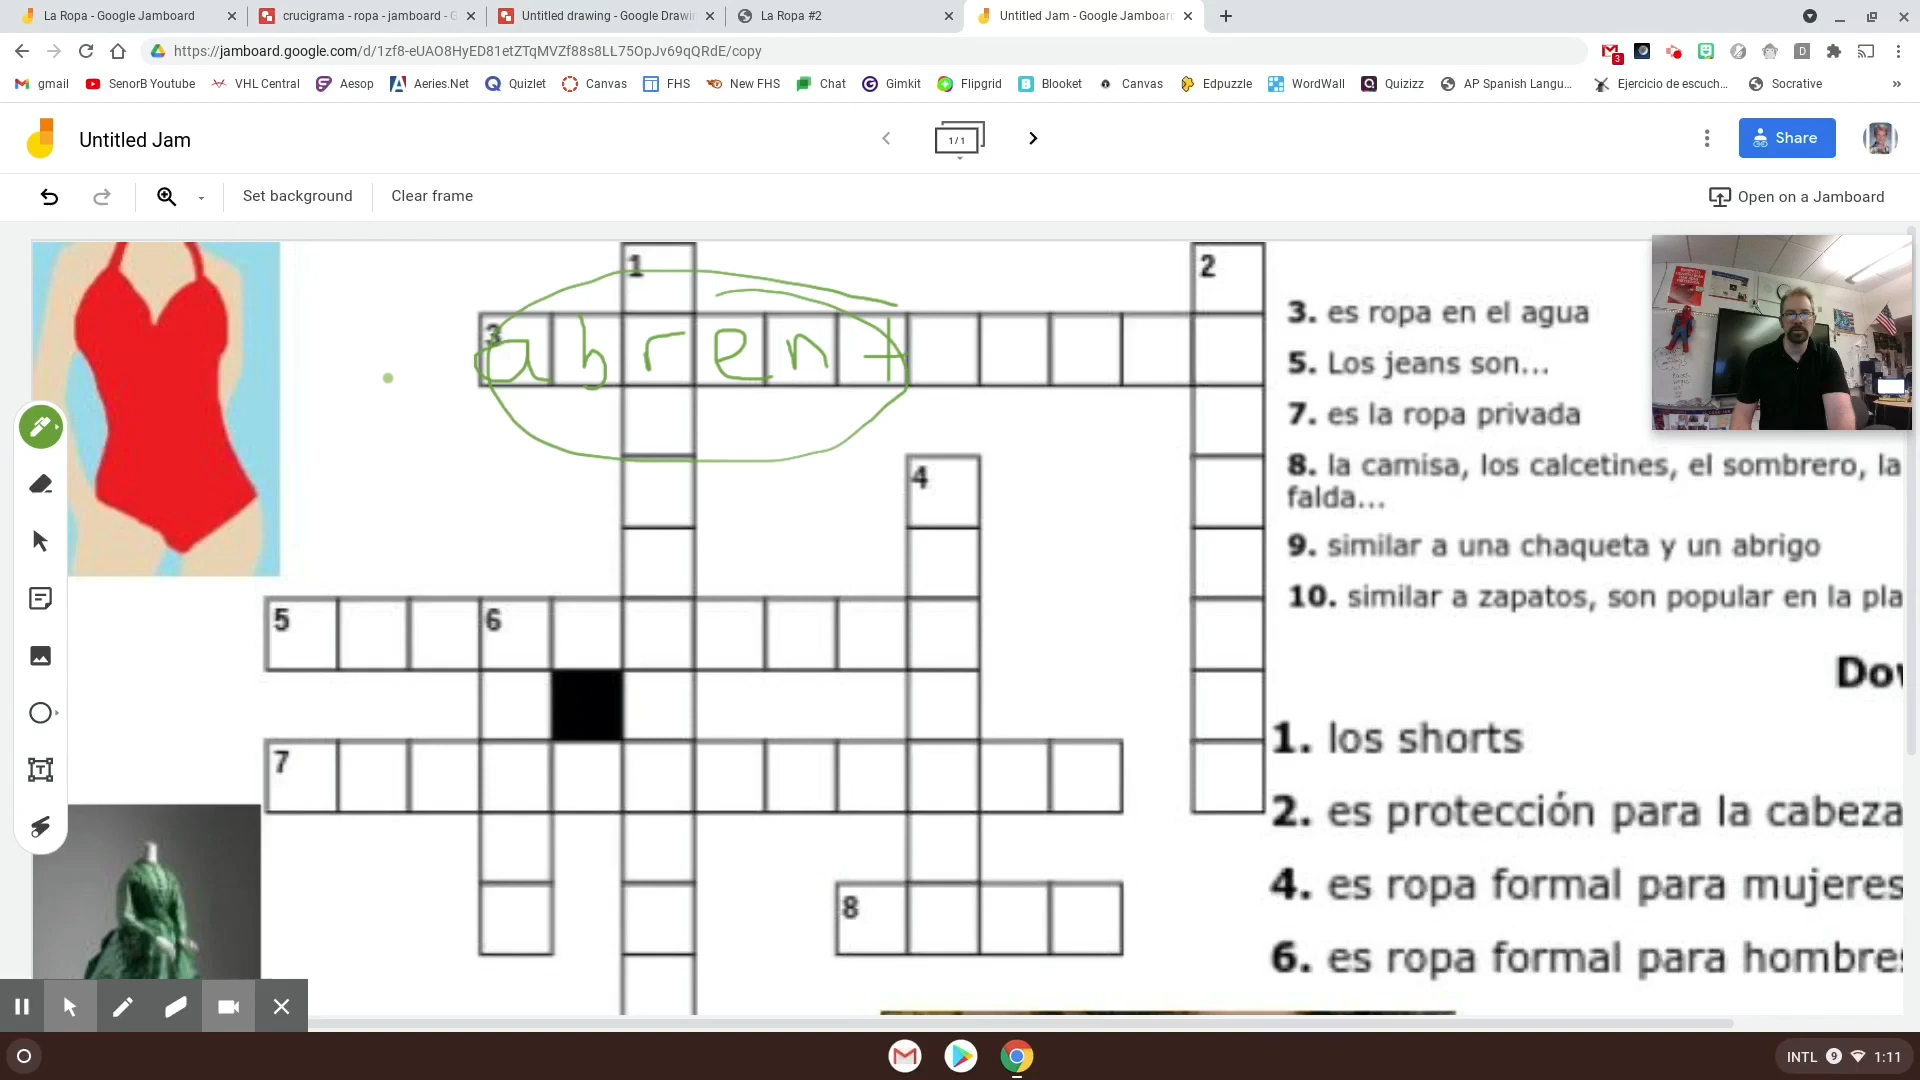 La Ropa - Google Jamboard
crucigrama - ropa - jamboard - G
Untitled drawing - Google Drawi
La Ropa #2
Untitled Jam - Google Jamboard
https://jamboard.google.com/d/1zf8-eUAO8HyED81etZTqMVZf88s8LL75OpJv69qQRdE/copy
3
gmail SenorB Youtube VHL Central Aesop Aeries.Net Quizlet Canvas FHS New FHS Chat Gimkit Flipgrid Blooket Canvas Edpuzzle WordWall Quizizz AP Spanish Langu... Ejercicio de escuch... Socrative »
Untitled Jam
1 / 1
Share
Set background
Clear frame
Open on a Jamboard
1
2
3
abrent
4
5
6
7
8
3. es ropa en el agua
5. Los jeans son...
7. es la ropa privada
8. la camisa, los calcetines, el sombrero, la
falda...
9. similar a una chaqueta y un abrigo
10. similar a zapatos, son popular en la pla
Dow
1. los shorts
2. es protección para la cabeza
4. es ropa formal para mujeres
6. es ropa formal para hombres
INTL 9 1:11